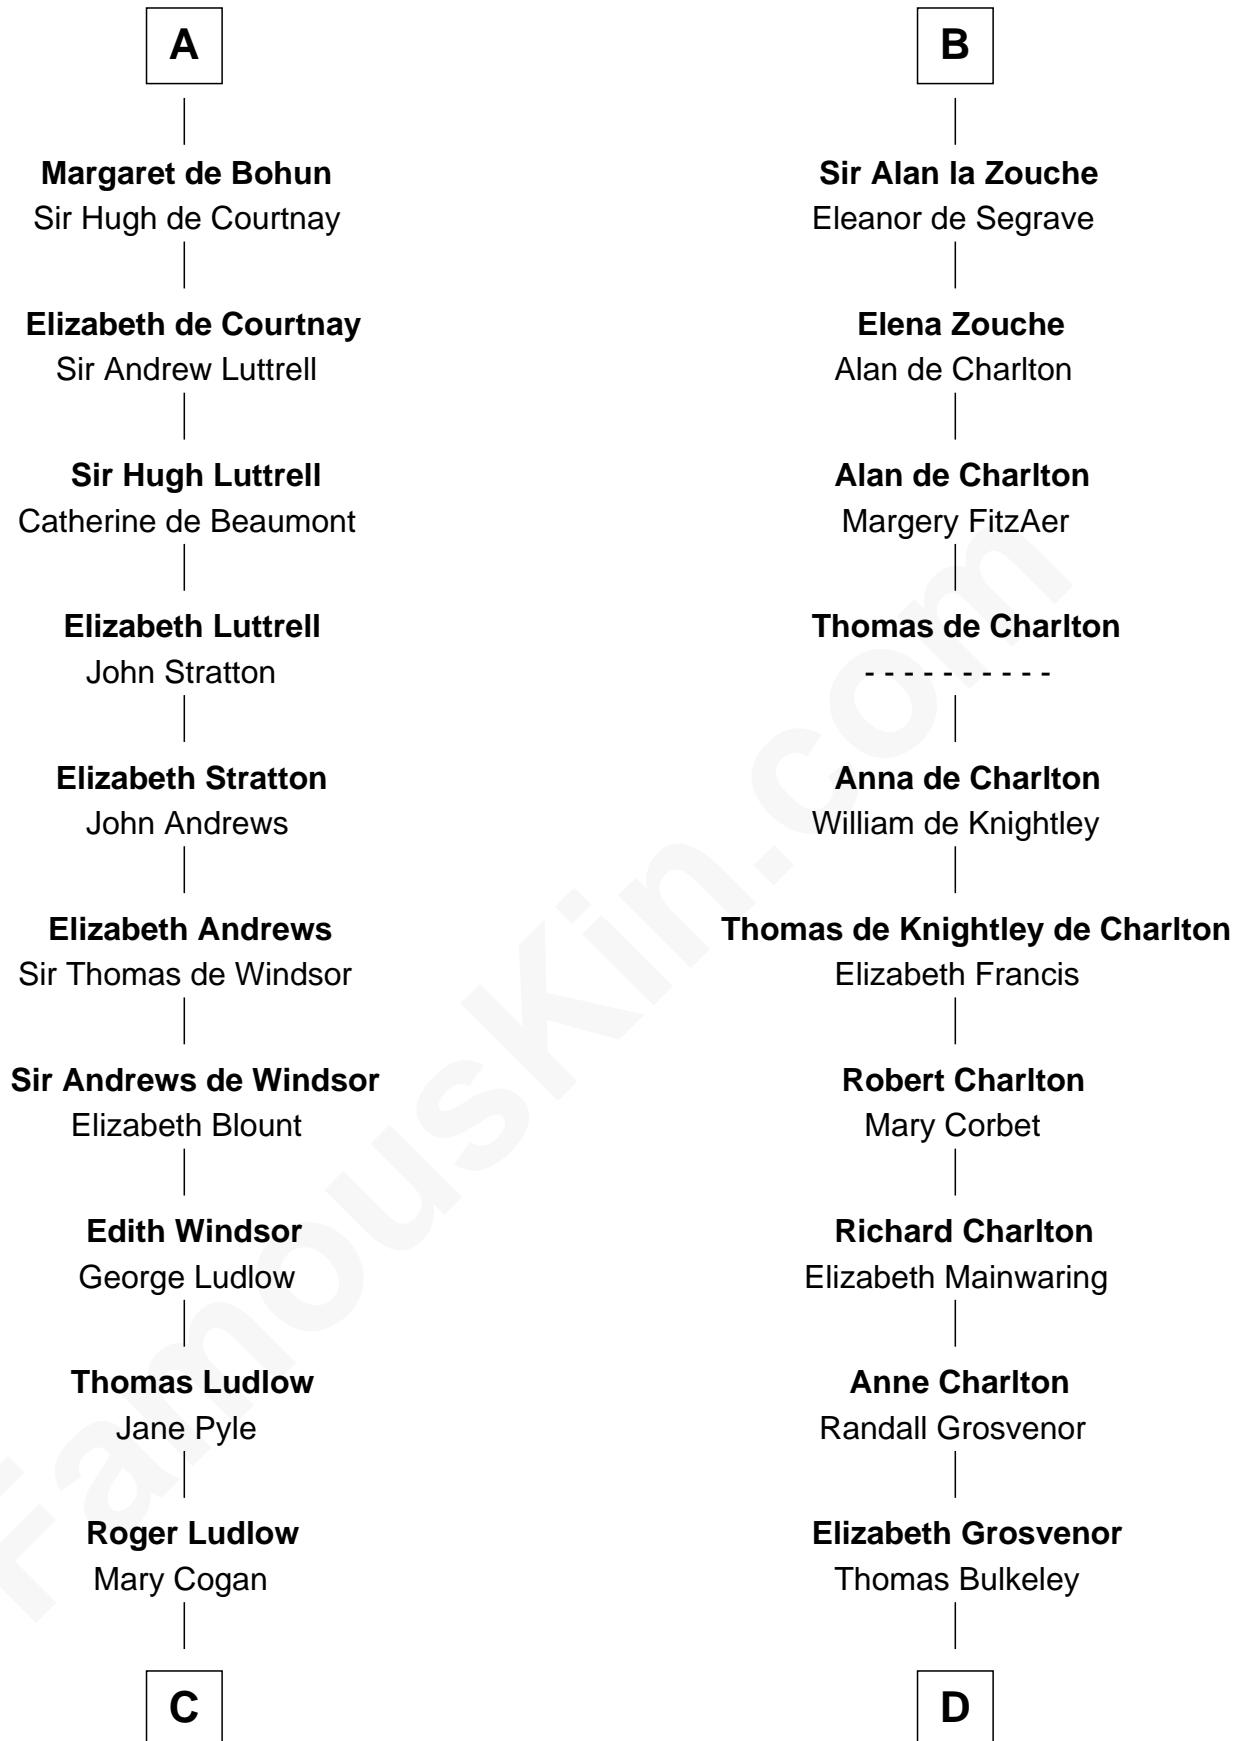 A
Margaret de Bohun
Sir Hugh de Courtnay
Elizabeth de Courtnay
Sir Andrew Luttrell
Sir Hugh Luttrell
Catherine de Beaumont
Elizabeth Luttrell
John Stratton
Elizabeth Stratton
John Andrews
Elizabeth Andrews
Sir Thomas de Windsor
Sir Andrews de Windsor
Elizabeth Blount
Edith Windsor
George Ludlow
Thomas Ludlow
Jane Pyle
Roger Ludlow
Mary Cogan
C
B
Sir Alan la Zouche
Eleanor de Segrave
Elena Zouche
Alan de Charlton
Alan de Charlton
Margery FitzAer
Thomas de Charlton
- - - - - - - - - -
Anna de Charlton
William de Knightley
Thomas de Knightley de Charlton
Elizabeth Francis
Robert Charlton
Mary Corbet
Richard Charlton
Elizabeth Mainwaring
Anne Charlton
Randall Grosvenor
Elizabeth Grosvenor
Thomas Bulkeley
D
FamousKin.com